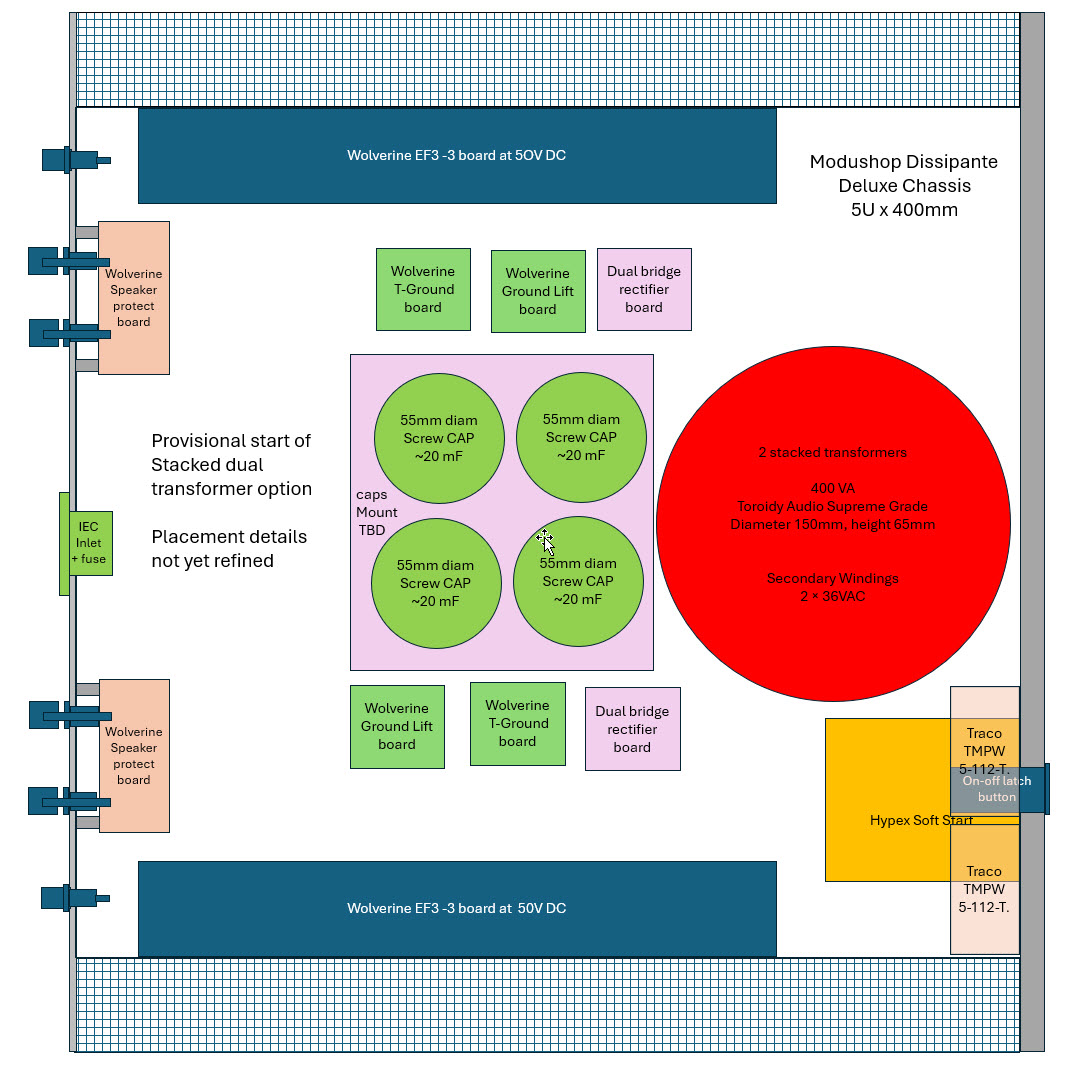 Wolverine EF3 -3 board at 5OV DC
Modushop Dissipante
Deluxe Chassis
5U x 400mm
Wolverine
Speaker
protect
board
Wolverine
T-Ground
board
Wolverine
Ground Lift
board
Dual bridge
rectifier
board
55mm diam
Screw CAP
~20 mF
55mm diam
Screw CAP
~20 mF
caps
Mount
TBD
55mm diam
Screw CAP
~20 mF
55mm diam
Screw CAP
~20 mF
2 stacked transformers
400 VA
Toroidy Audio Supreme Grade
Diameter 150mm, height 65mm
Secondary Windings
2 × 36VAC
Provisional start of
Stacked dual
transformer option
Placement details
not yet refined
IEC
Inlet
+ fuse
Wolverine
Speaker
protect
board
Wolverine
Ground Lift
board
Wolverine
T-Ground
board
Dual bridge
rectifier
board
Traco
TMPW
5-112-T.
On-off latch
button
Hypex Soft Start
Traco
TMPW
5-112-T.
Wolverine EF3 -3 board at  50V DC